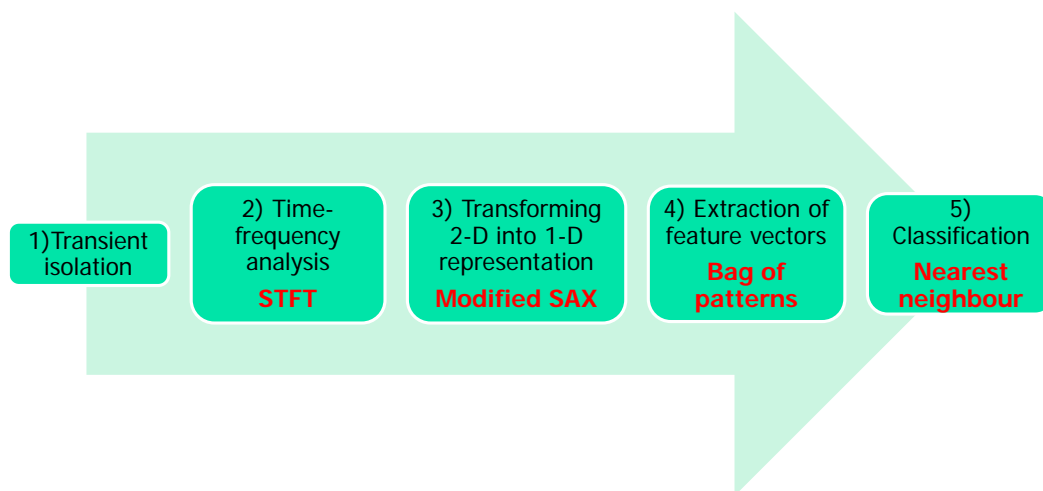 1)Transient
isolation
2) Time-
frequency
analysis
STFT
3) Transforming
2-D into 1-D
representation
Modified SAX
4) Extraction of
feature vectors
Bag of
patterns
5)
Classification
Nearest
neighbour